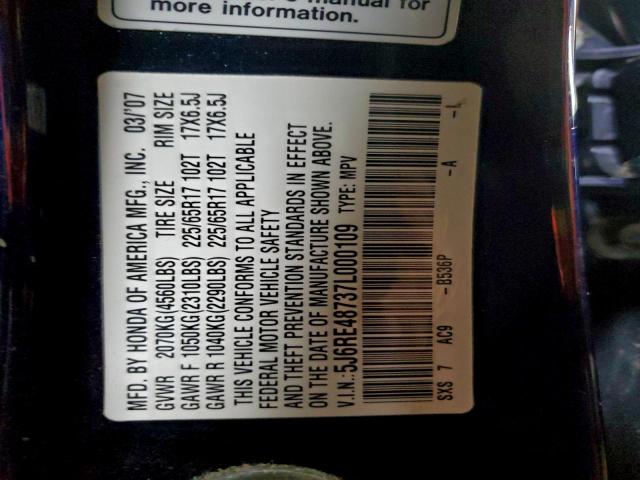 manual for
more information.
MFD. BY HONDA OF AMERICA MFG., INC. 03/'07
GVWR 2070KG(4560LBS) TIRE SIZE RIM SIZE
GAWR F 1050KG(2310LBS) 225/65R17 102T 17X6.5J
GAWR R 1040KG(2290LBS) 225/65R17 102T 17X6.5J
THIS VEHICLE CONFORMS TO ALL APPLICABLE
FEDERAL MOTOR VEHICLE SAFETY
AND THEFT PREVENTION STANDARDS IN EFFECT
ON THE DATE OF MANUFACTURE SHOWN ABOVE.
V.I.N.: 5J6RE48737L000109 TYPE: MPV
SXS 7 AC9 -B536P -A -L